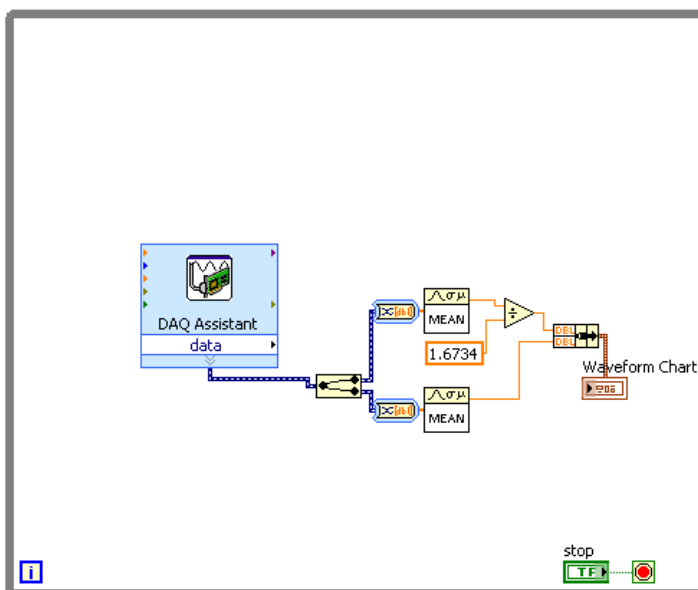 DAQ Assistant
data
MEAN
1.6734
MEAN
DBL
DBL
Waveform Chart
stop
TF
i